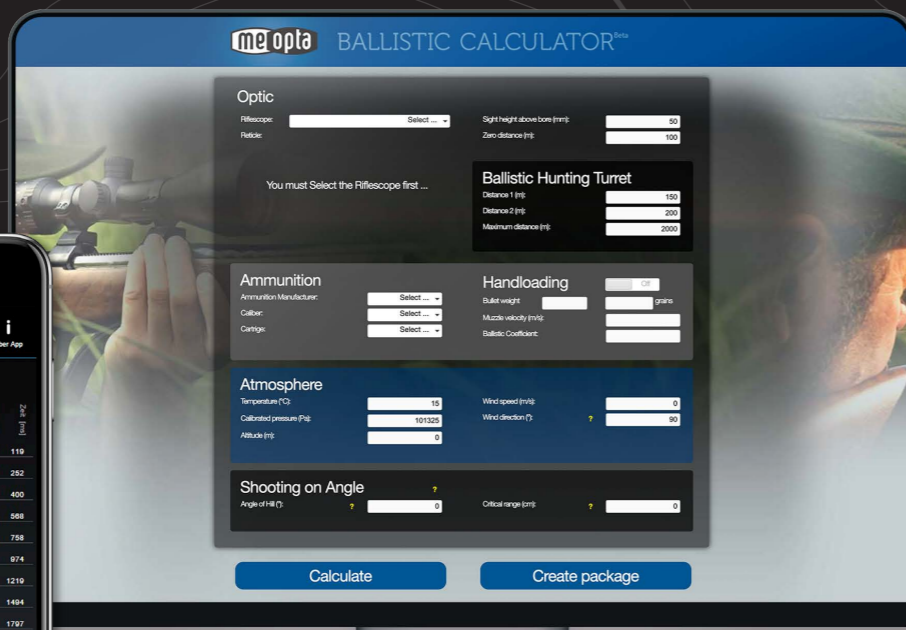 meopta BALLISTIC CALCULATOR Beta
Optic
Riflescope: Select ...
Reticle:
Sight height above bore (mm): 50
Zero distance (m): 100
You must Select the Riflescope first ...
Ballistic Hunting Turret
Distance 1 (m): 150
Distance 2 (m): 200
Maximum distance (m): 2000
Ammunition
Ammunition Manufacturer: Select ...
Caliber: Select ...
Cartrige: Select ...
Handloading Off
Bullet weight grains
Muzzle velocity (m/s):
Ballistic Coefficient:
Atmosphere
Temperature (°C): 15
Calibrated pressure (Pa): 101325
Altitude (m): 0
Wind speed (m/s): 0
Wind direction (°): ? 90
Shooting on Angle ?
Angle of Hill (°): ? 0
Critical range (cm): ? 0
Calculate
Create package
i
ber App
Zeit [ms]
119
252
400
568
758
974
1219
1494
1797